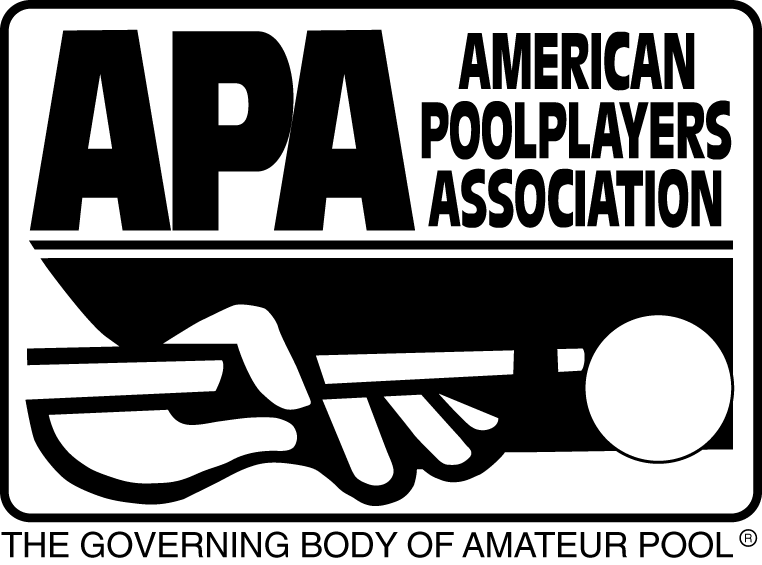 APA
AMERICAN
POOLPLAYERS
ASSOCIATION
THE GOVERNING BODY OF AMATEUR POOL®